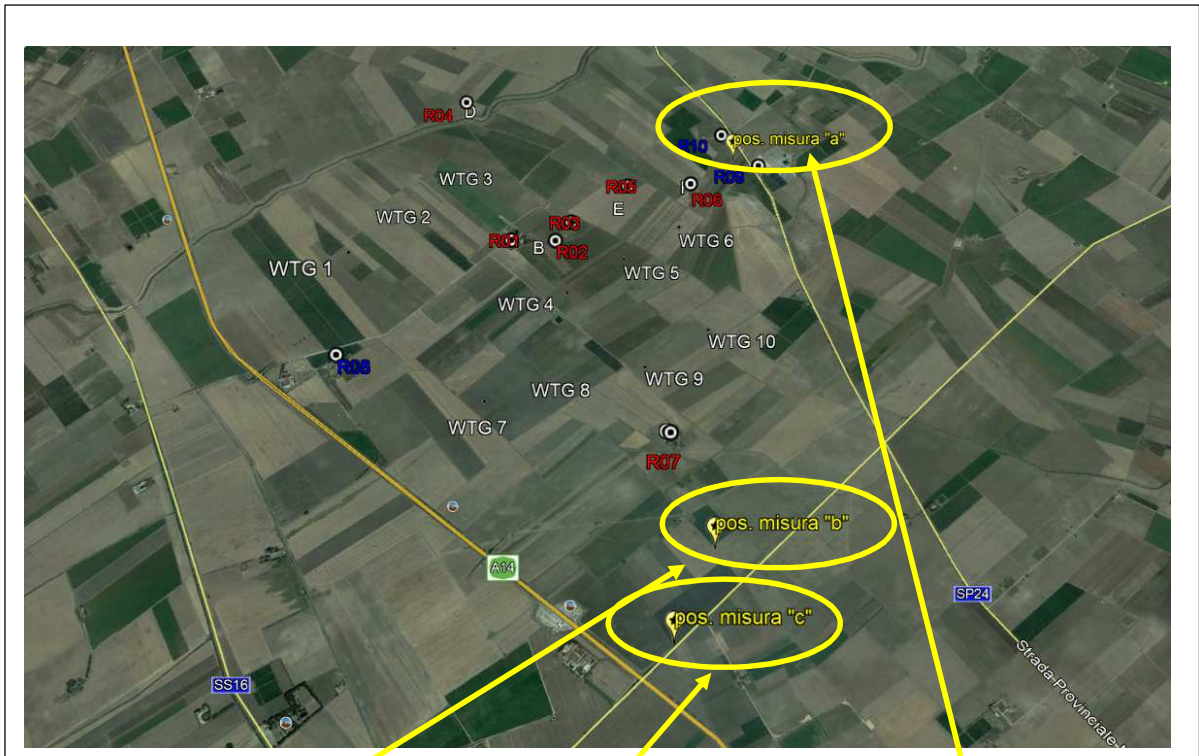 R04
D
R10
pos. misura "a"
R09
WTG 3
R05
R06
E
WTG 2
R03
R01
B
R02
WTG 6
WTG 1
WTG 5
WTG 4
WTG 10
R08
WTG 9
WTG 8
WTG 7
R07
pos. misura "b"
A14
SP24
pos. misura "c"
SS16
Strada Provinciale